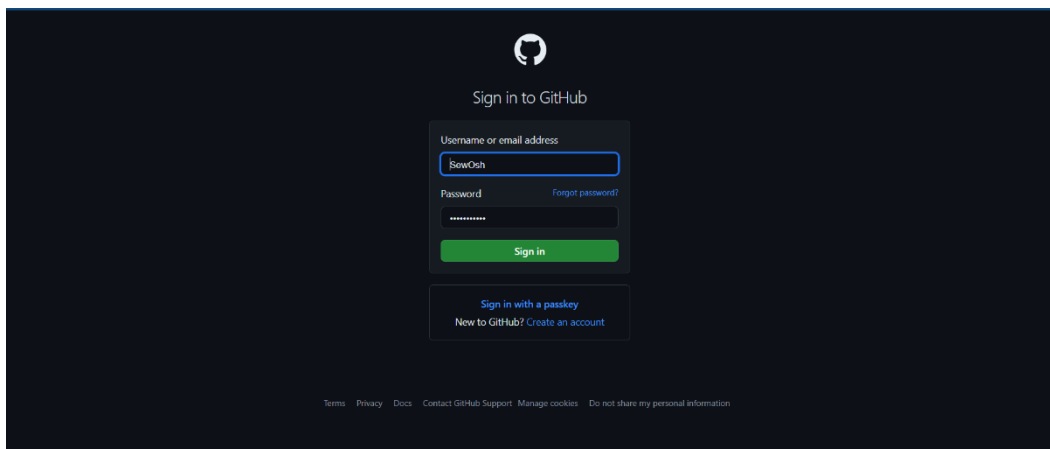 Sign in to GitHub
Username or email address
SewOsh
Password Forgot password?
•••••••••••
Sign in
Sign in with a passkey
New to GitHub? Create an account
Terms Privacy Docs Contact GitHub Support Manage cookies Do not share my personal information